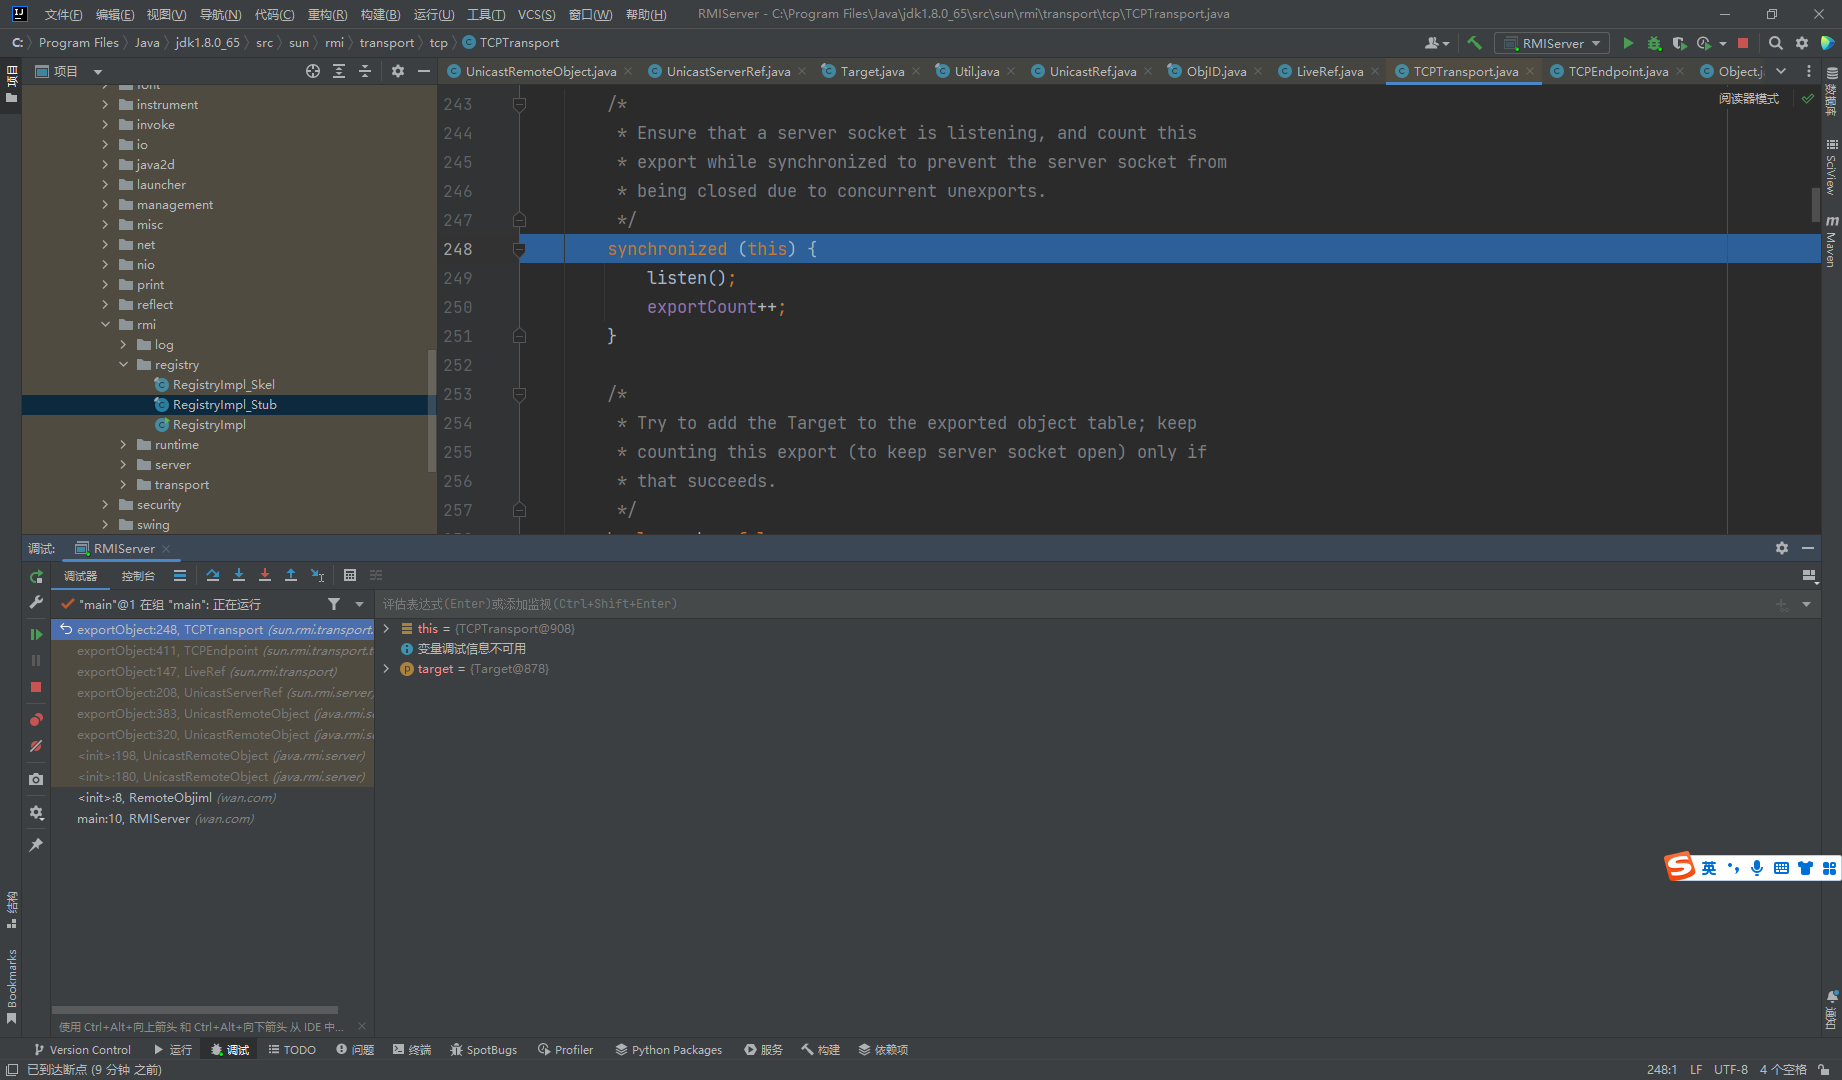 文件(F) 编辑(E) 视图(V) 导航(N) 代码(C) 重构(R) 构建(B) 运行(U) 工具(T) VCS(S) 窗口(W) 帮助(H) RMIServer - C:\Program Files\Java\jdk1.8.0_65\src\sun\rmi\transport\tcp\TCPTransport.java
C: Program Files Java jdk1.8.0_65 src sun rmi transport tcp TCPTransport RMIServer
项目
项目
UnicastRemoteObject.java UnicastServerRef.java Target.java Util.java UnicastRef.java ObjID.java LiveRef.java TCPTransport.java TCPEndpoint.java Object.j
font
instrument
invoke
io
java2d
launcher
management
misc
net
nio
print
reflect
rmi
log
registry
RegistryImpl_Skel
RegistryImpl_Stub
RegistryImpl
runtime
server
transport
security
swing
阅读器模式
243 /*
244 * Ensure that a server socket is listening, and count this
245 * export while synchronized to prevent the server socket from
246 * being closed due to concurrent unexports.
247 */
248 synchronized (this) {
249 listen();
250 exportCount++;
251 }
252
253 /*
254 * Try to add the Target to the exported object table; keep
255 * counting this export (to keep server socket open) only if
256 * that succeeds.
257 */
数据库
SciView
Maven
通知
调试: RMIServer
调试器 控制台
"main"@1 在组 "main": 正在运行
评估表达式(Enter)或添加监视(Ctrl+Shift+Enter)
exportObject:248, TCPTransport (sun.rmi.transport.
exportObject:411, TCPEndpoint (sun.rmi.transport.t
exportObject:147, LiveRef (sun.rmi.transport)
exportObject:208, UnicastServerRef (sun.rmi.server)
exportObject:383, UnicastRemoteObject (java.rmi.s
exportObject:320, UnicastRemoteObject (java.rmi.s
<init>:198, UnicastRemoteObject (java.rmi.server)
<init>:180, UnicastRemoteObject (java.rmi.server)
<init>:8, RemoteObjiml (wan.com)
main:10, RMIServer (wan.com)
this = {TCPTransport@908}
变量调试信息不可用
target = {Target@878}
英
结构
Bookmarks
使用 Ctrl+Alt+向上箭头 和 Ctrl+Alt+向下箭头 从 IDE 中...
Version Control 运行 调试 TODO 问题 终端 SpotBugs Profiler Python Packages 服务 构建 依赖项
已到达断点 (9 分钟 之前) 248:1 LF UTF-8 4 个空格